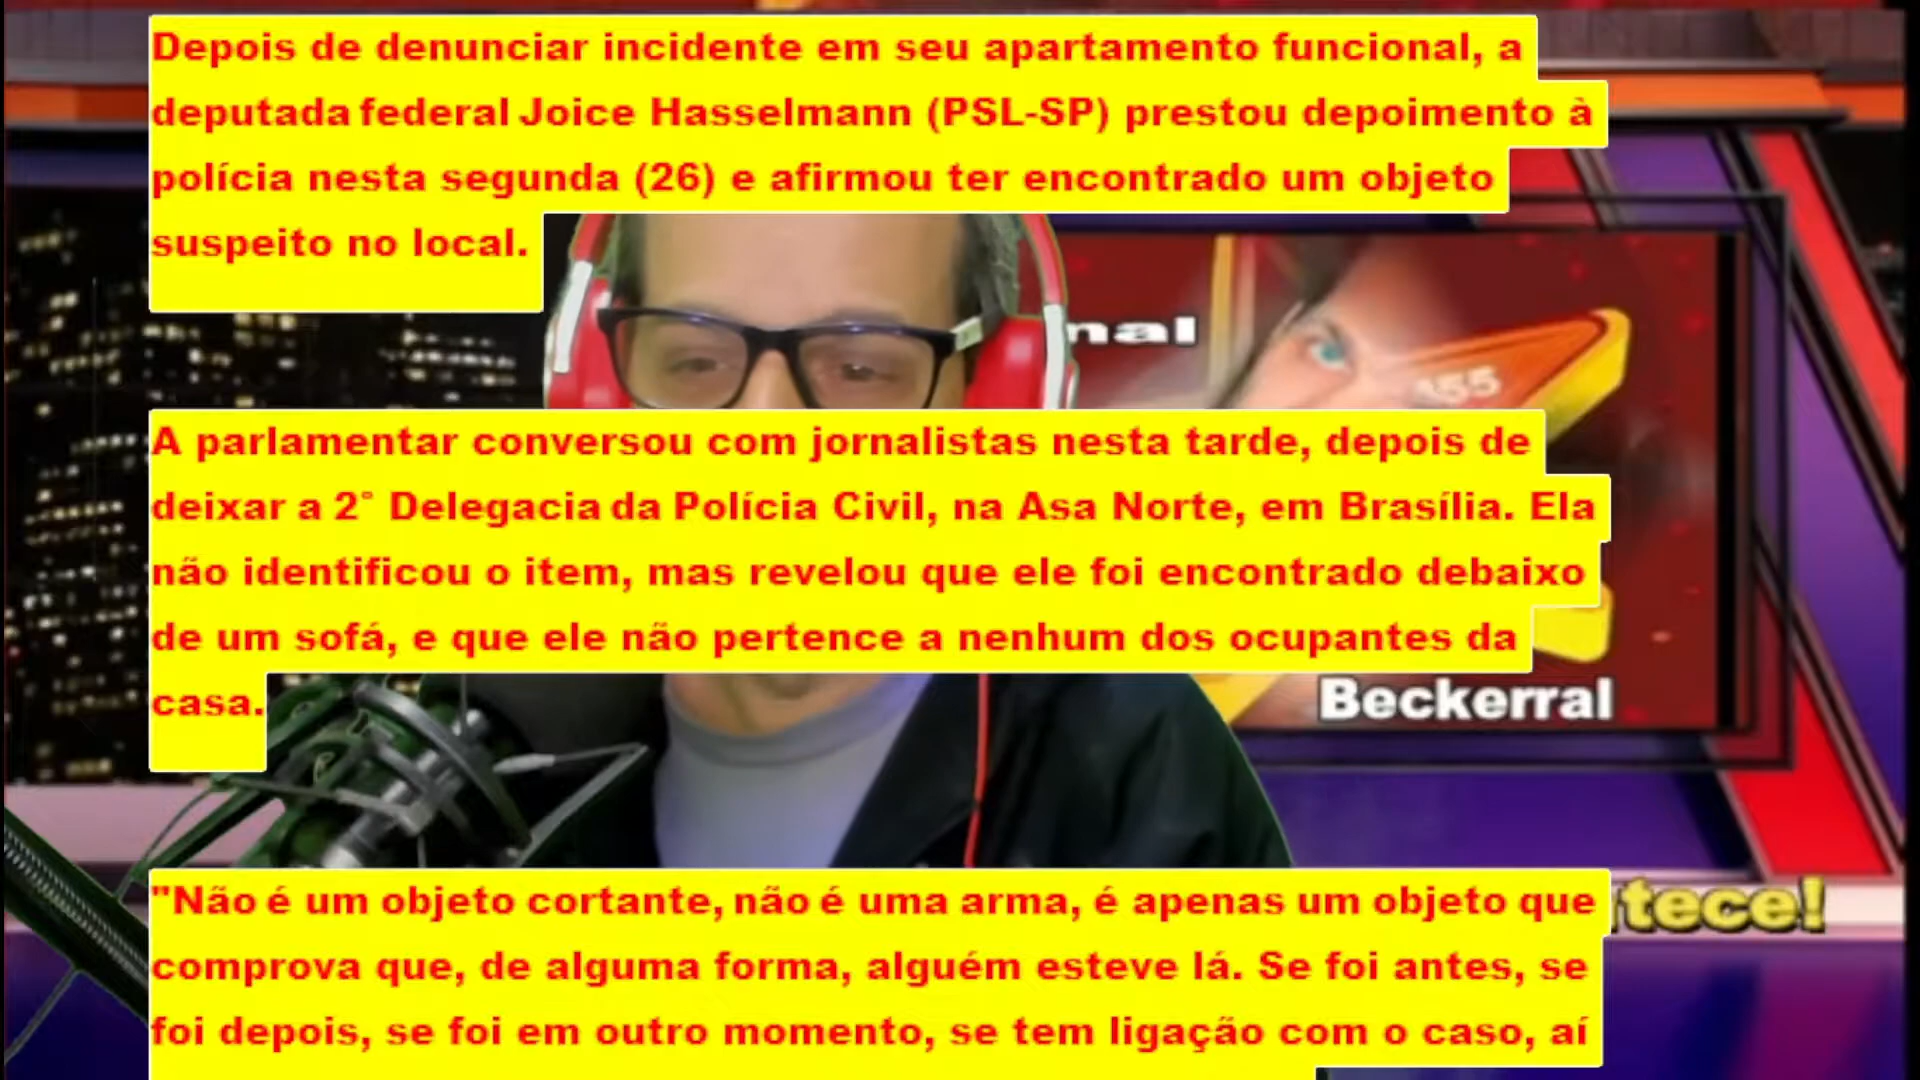 Depois de denunciar incidente em seu apartamento funcional, a
deputada federal Joice Hasselmann (PSL-SP) prestou depoimento à
polícia nesta segunda (26) e afirmou ter encontrado um objeto
suspeito no local.
nal
155
A parlamentar conversou com jornalistas nesta tarde, depois de
deixar a 2° Delegacia da Polícia Civil, na Asa Norte, em Brasília. Ela
não identificou o item, mas revelou que ele foi encontrado debaixo
de um sofá, e que ele não pertence a nenhum dos ocupantes da
casa.
Beckerral
"Não é um objeto cortante, não é uma arma, é apenas um objeto que
tece!
comprova que, de alguma forma, alguém esteve lá. Se foi antes, se
foi depois, se foi em outro momento, se tem ligação com o caso, aí